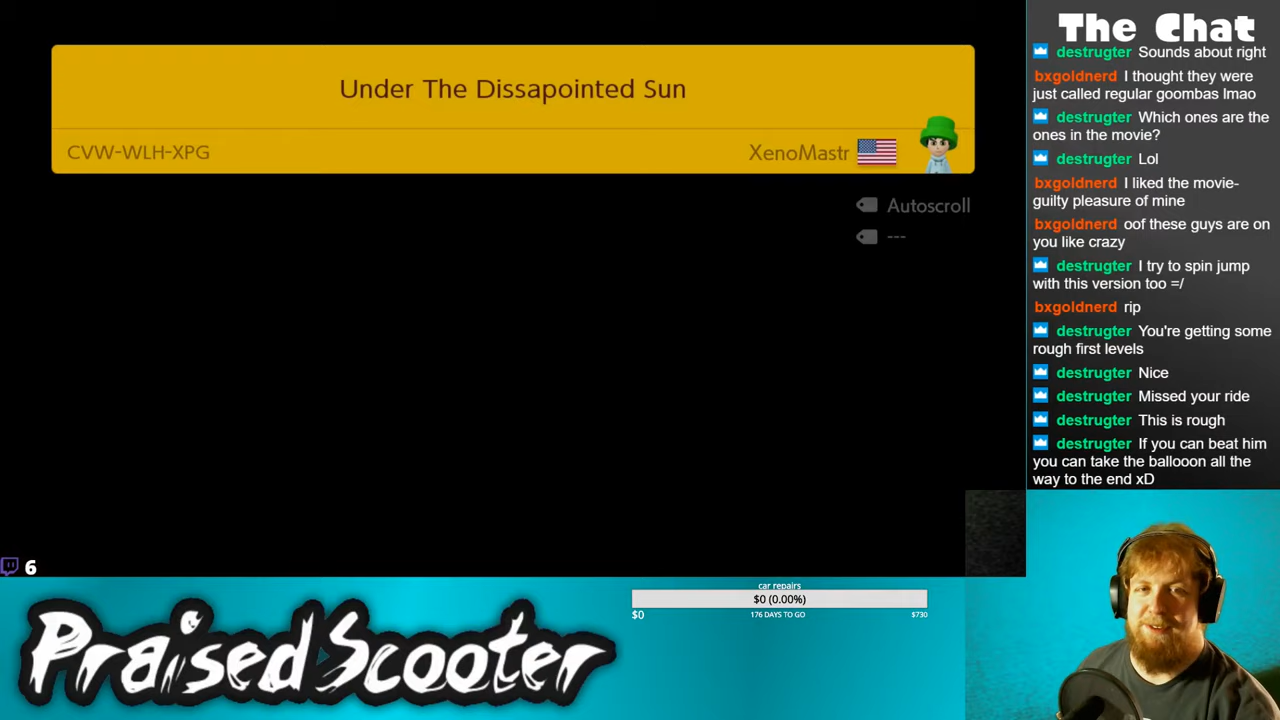 Under The Dissapointed Sun
CVW-WLH-XPG
XenoMastr
Autoscroll
---
6
PraisedScooter
car repairs
$0 (0.00%)
$0
176 DAYS TO GO
$730
The Chat
destrugter Sounds about right
bxgoldnerd I thought they were
just called regular goombas lmao
destrugter Which ones are the
ones in the movie?
destrugter Lol
bxgoldnerd I liked the movie-
guilty pleasure of mine
bxgoldnerd oof these guys are on
you like crazy
destrugter I try to spin jump
with this version too =/
bxgoldnerd rip
destrugter You're getting some
rough first levels
destrugter Nice
destrugter Missed your ride
destrugter This is rough
destrugter If you can beat him
you can take the ballooon all the
way to the end xD